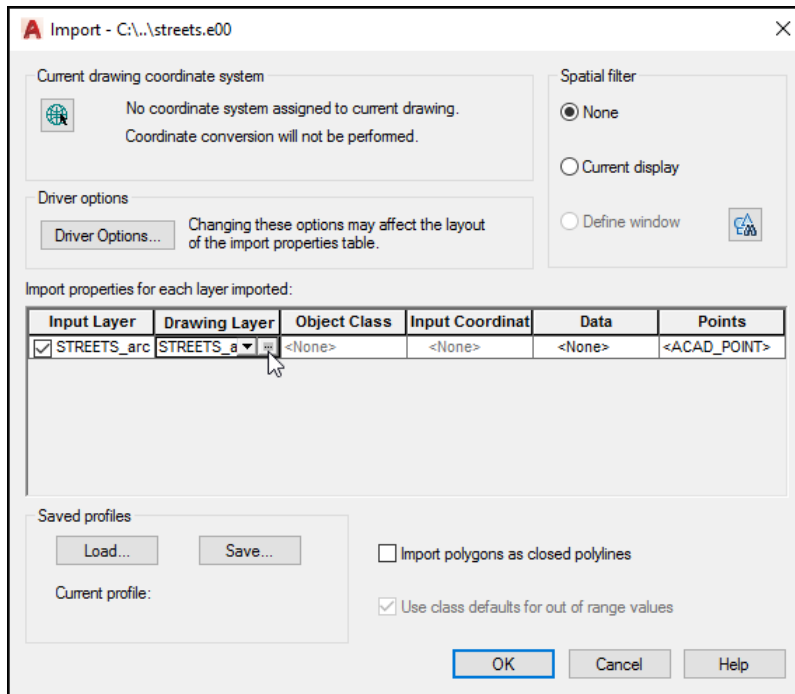 Import - C:\..\streets.e00
Current drawing coordinate system
No coordinate system assigned to current drawing.
Coordinate conversion will not be performed.
Spatial filter
None
Current display
Define window
Driver options
Driver Options...
Changing these options may affect the layout
of the import properties table.
Import properties for each layer imported:
Input Layer Drawing Layer Object Class Input Coordinat Data Points
STREETS_arc STREETS_a ... <None> <None> <None> <ACAD_POINT>
Saved profiles
Load... Save...
Current profile:
Import polygons as closed polylines
Use class defaults for out of range values
OK Cancel Help